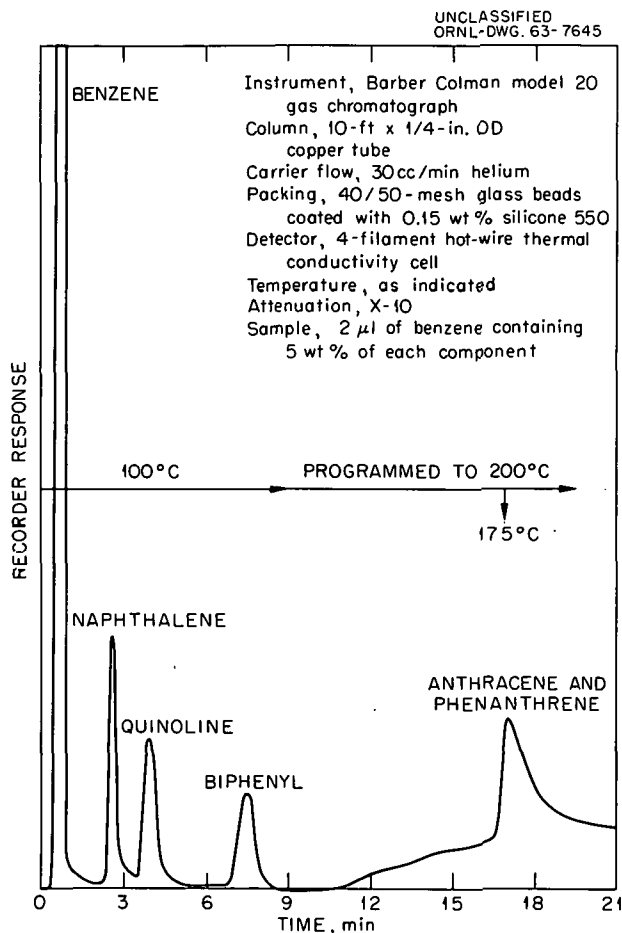 UNCLASSIFIED
ORNL-DWG. 63-7645
BENZENE
Instrument, Barber Colman model 20
gas chromatograph
Column, 10-ft x 1/4-in. OD
copper tube
Carrier flow, 30cc/min helium
Packing, 40/50-mesh glass beads
coated with 0.15 wt % silicone 550
Detector, 4-filament hot-wire thermal
conductivity cell
Temperature, as indicated
Attenuation, X-10
Sample, 2 μl of benzene containing
5 wt % of each component
RECORDER RESPONSE
100°C
PROGRAMMED TO 200°C
175°C
NAPHTHALENE
QUINOLINE
BIPHENYL
ANTHRACENE AND
PHENANTHRENE
0 3 6 9 12 15 18 21
TIME, min